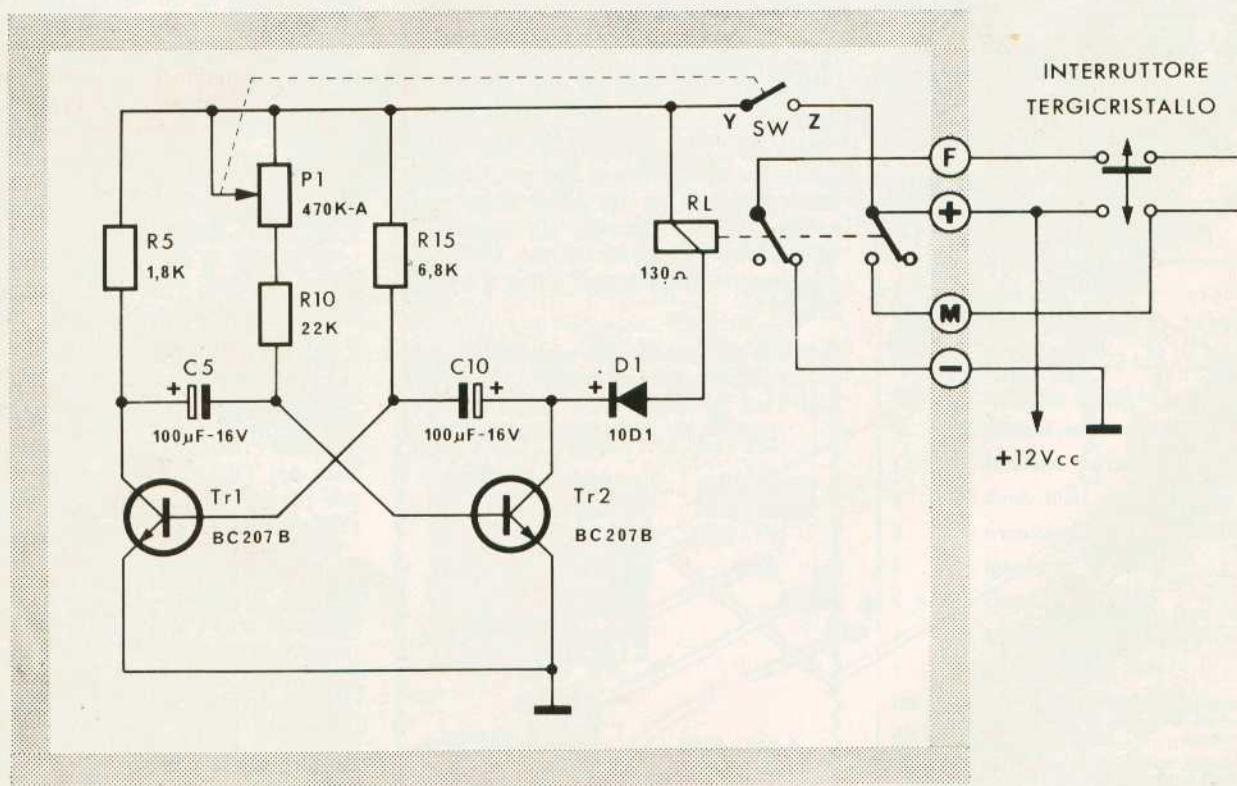 INTERRUTTORE
TERGICRISTALLO
Y SW Z
F
P1
470K-A
+
R5
1,8K
R15
6,8K
RL
130Ω
R10
22K
M
C5
+
100µF-16V
C10
+
100µF-16V
D1
+
10D1
−
+12Vcc
Tr1
BC207B
Tr2
BC207B